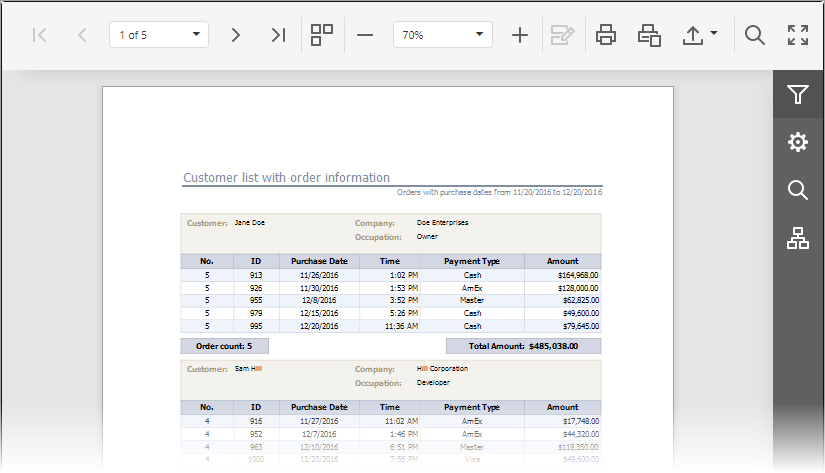 1 of 5 70%
Customer list with order information
Orders with purchase dates from 11/20/2016 to 12/20/2016
Customer: Jane Doe Company: Doe Enterprises
Occupation: Owner
No. ID Purchase Date Time Payment Type Amount
5 913 11/26/2016 1:02 PM Cash $164,968.00
5 926 11/30/2016 1:53 PM AmEx $128,000.00
5 955 12/8/2016 3:52 PM Master $62,825.00
5 979 12/15/2016 5:26 PM Cash $49,600.00
5 995 12/20/2016 11:36 AM Cash $79,645.00
Order count: 5 Total Amount: $485,038.00
Customer: Sam Hill Company: Hill Corporation
Occupation: Developer
No. ID Purchase Date Time Payment Type Amount
4 916 11/27/2016 11:02 AM AmEx $17,748.00
4 952 12/7/2016 1:46 PM AmEx $44,320.00
4 963 12/10/2016 6:51 PM Master $118,350.00
4 1000 12/20/2016 7:56 PM Visa $49,600.00